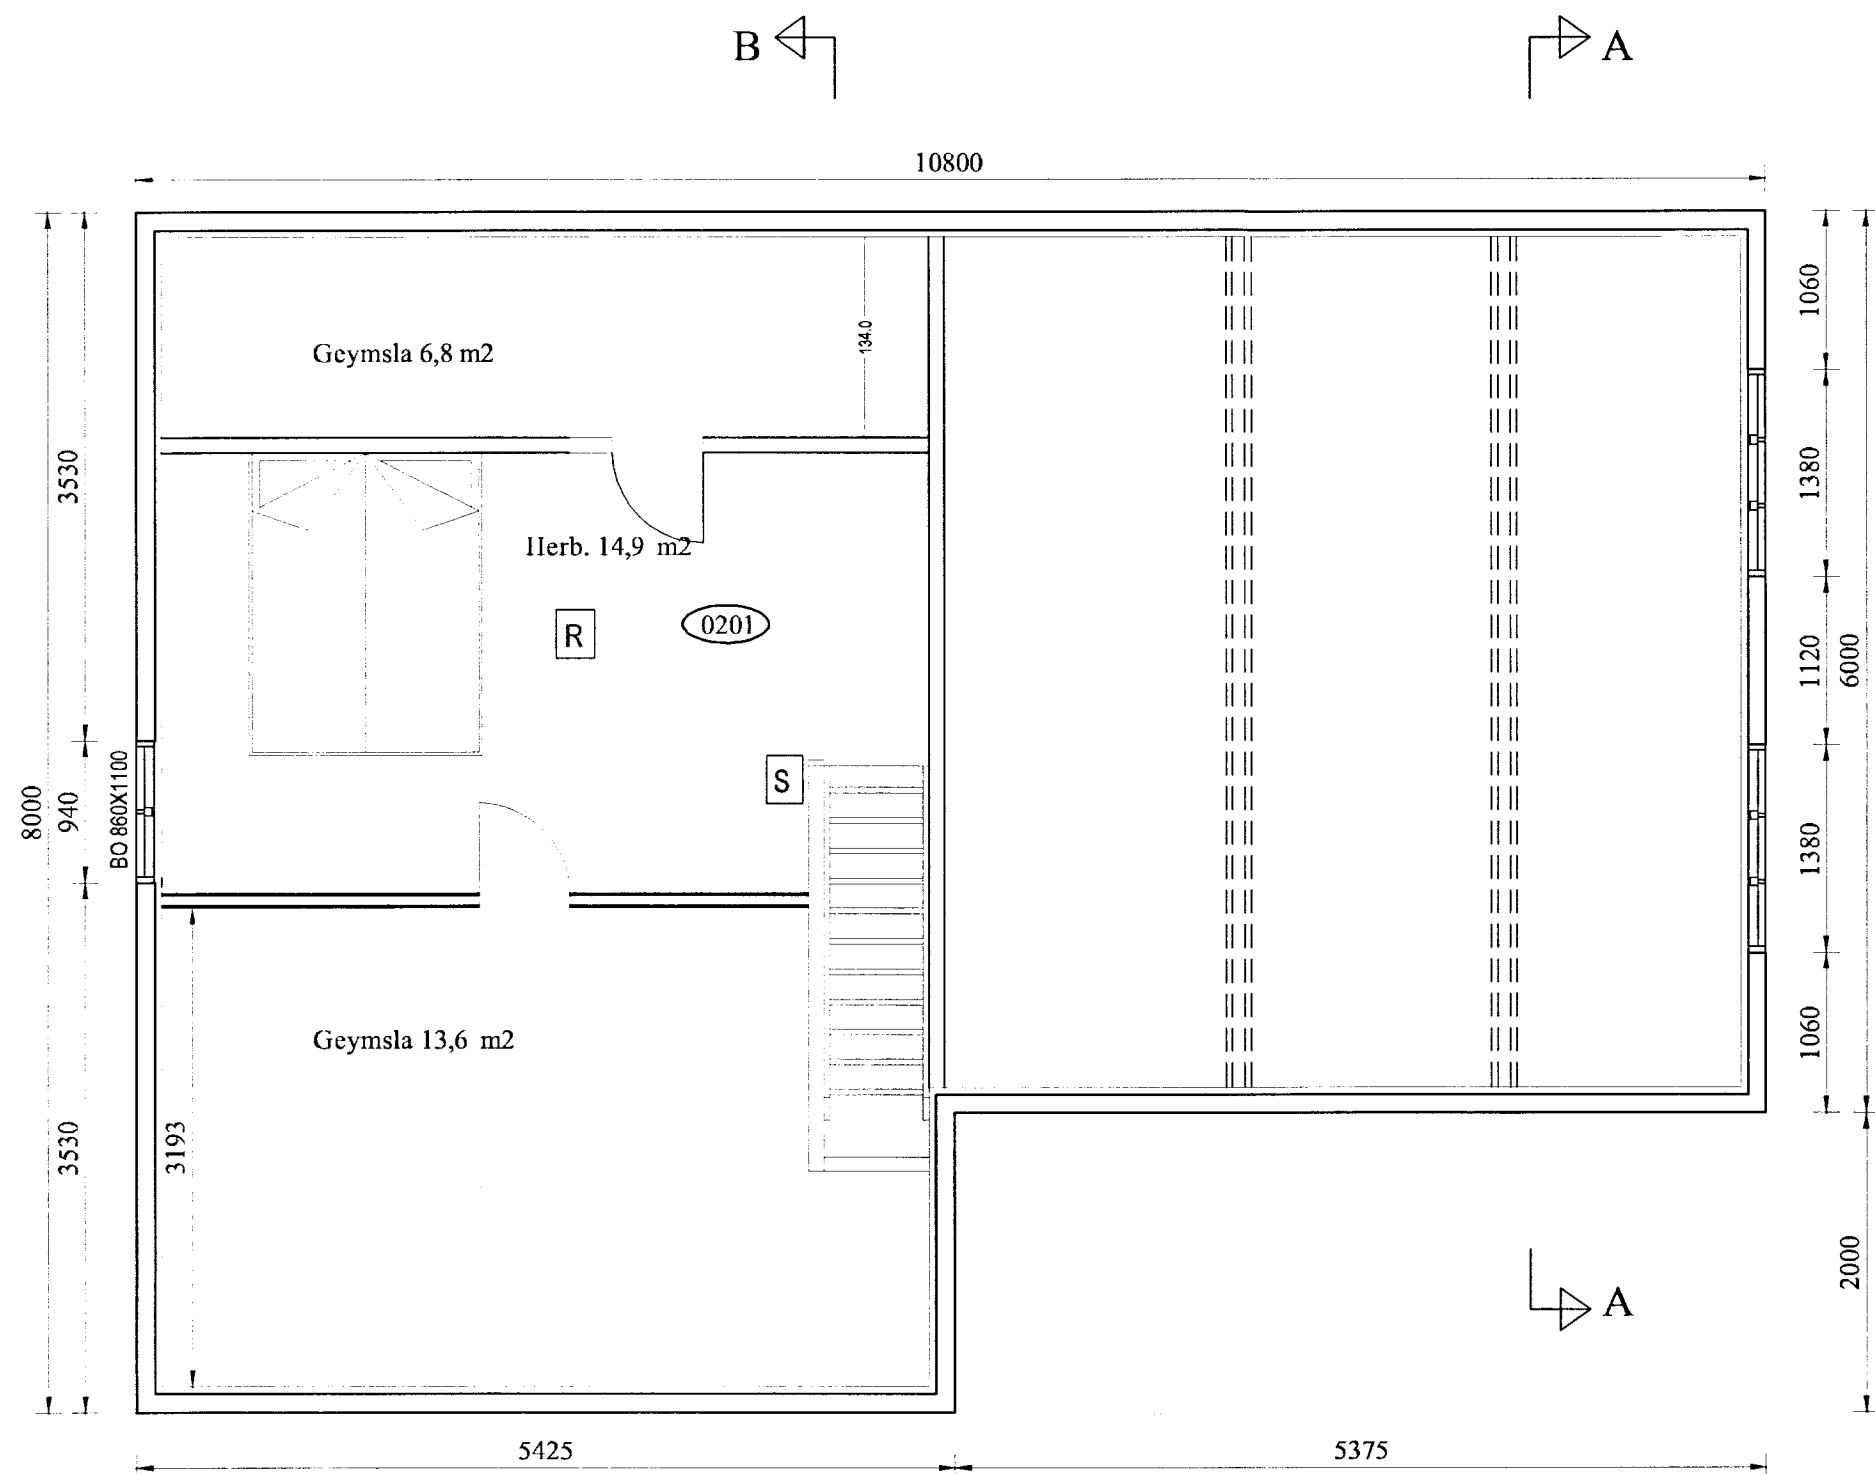 B
A
10800
1060
1380
1120
6000
1380
1060
2000
8000
3530
940
3530
BO 860X1100
Geymsla 6,8 m2
134.0
Herb. 14,9 m2
R
0201
S
Geymsla 13,6 m2
3193
A
5425
5375